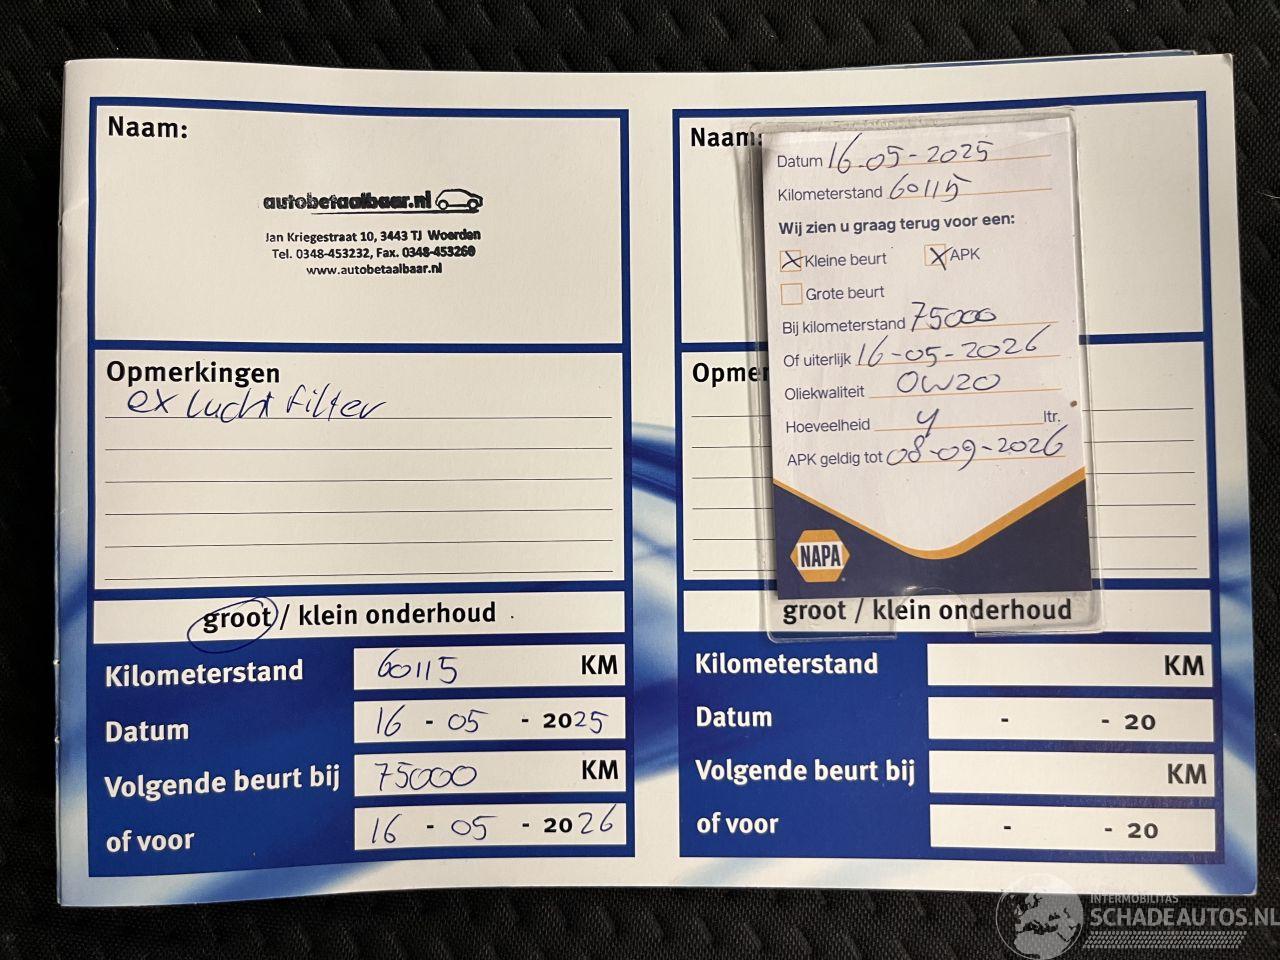 Naam:
autobetaalbaar.nl
Jan Kriegestraat 10, 3443 TJ Woerden
Tel. 0348-453232, Fax. 0348-453260
www.autobetaalbaar.nl
Opmerkingen
ex lucht filter
groot / klein onderhoud
Kilometerstand 60115 KM
Datum 16 - 05 - 2025
Volgende beurt bij 75000 KM
of voor 16 - 05 - 2026
Naam:
Datum 16-05-2025
Kilometerstand 60115
Wij zien u graag terug voor een:
X Kleine beurt X APK
Grote beurt
Bij kilometerstand 75000
Of uiterlijk 16-05-2026
Oliekwaliteit 0W20
Hoeveelheid 4 ltr.
APK geldig tot 08-09-2026
NAPA
Opme
groot / klein onderhoud
Kilometerstand KM
Datum - - 20
Volgende beurt bij KM
of voor - - 20
INTERMOBILITAS
SCHADEAUTOS.NL